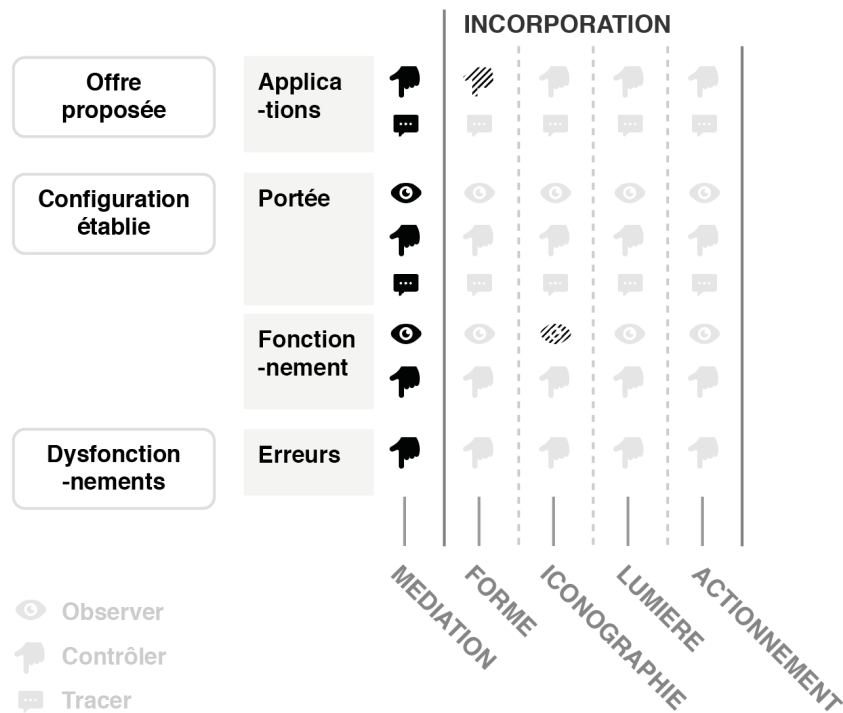 INCORPORATION
Offre
proposée
Applica
-tions
Configuration
établie
Portée
Fonction
-nement
Dysfonction
-nements
Erreurs
MEDIATION
FORME
ICONOGRAPHIE
LUMIERE
ACTIONNEMENT
Observer
Contrôler
Tracer